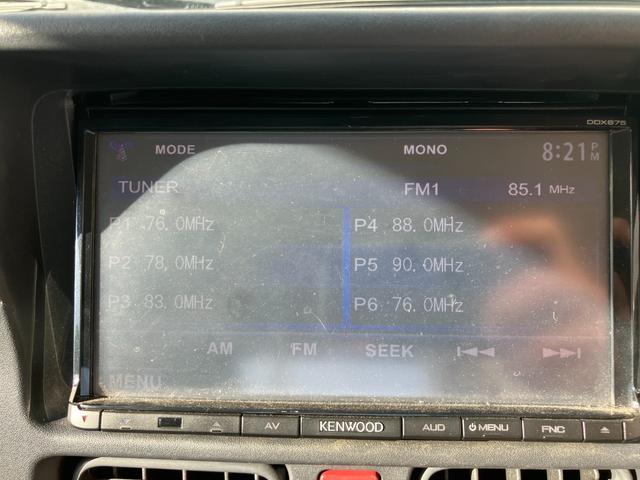 DDX675
MODE MONO 8:21 PM
TUNER FM1 85.1 MHz
P1 76.0MHz P4 88.0MHz
P2 78.0MHz P5 90.0MHz
P3 83.0MHz P6 76.0MHz
AM FM SEEK
MENU
AV KENWOOD AUD MENU FNC